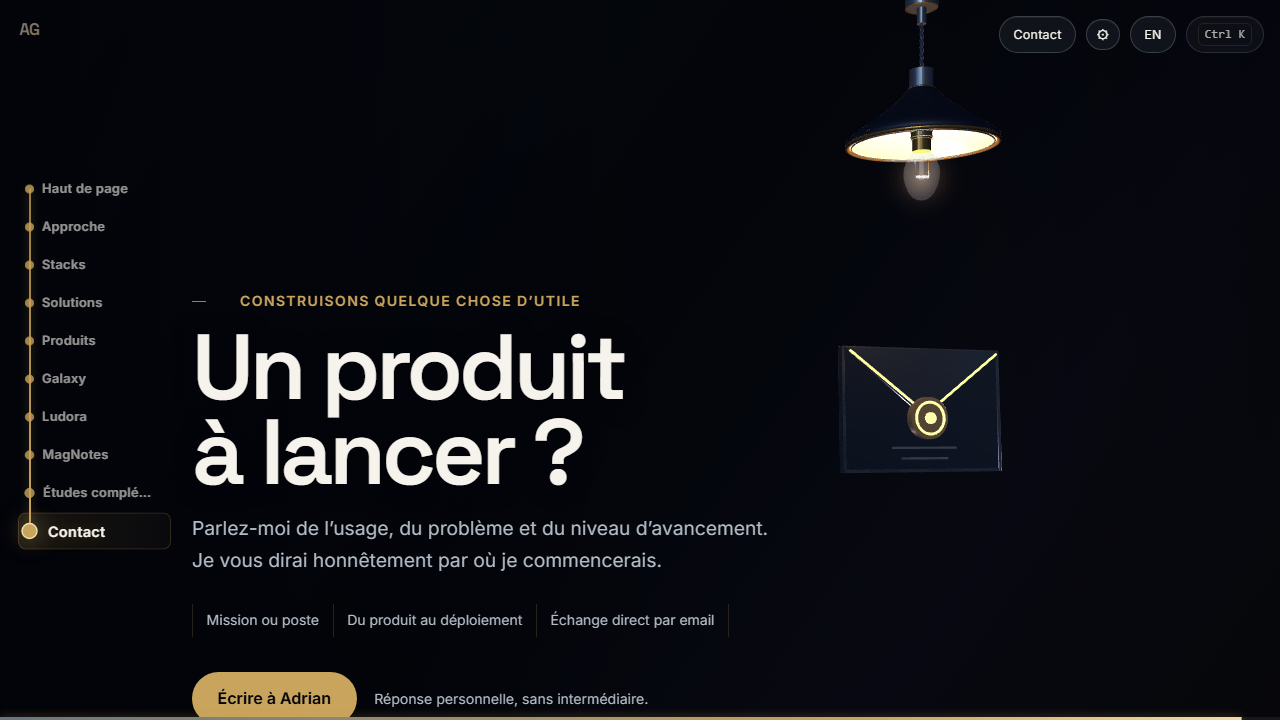 AG
Contact
EN
Ctrl K
Haut de page
Approche
Stacks
Solutions
Produits
Galaxy
Ludora
MagNotes
Études complé…
Contact
— CONSTRUISONS QUELQUE CHOSE D’UTILE
Un produit
à lancer ?
Parlez-moi de l’usage, du problème et du niveau d’avancement.
Je vous dirai honnêtement par où je commencerais.
Mission ou poste
Du produit au déploiement
Échange direct par email
Écrire à Adrian
Réponse personnelle, sans intermédiaire.